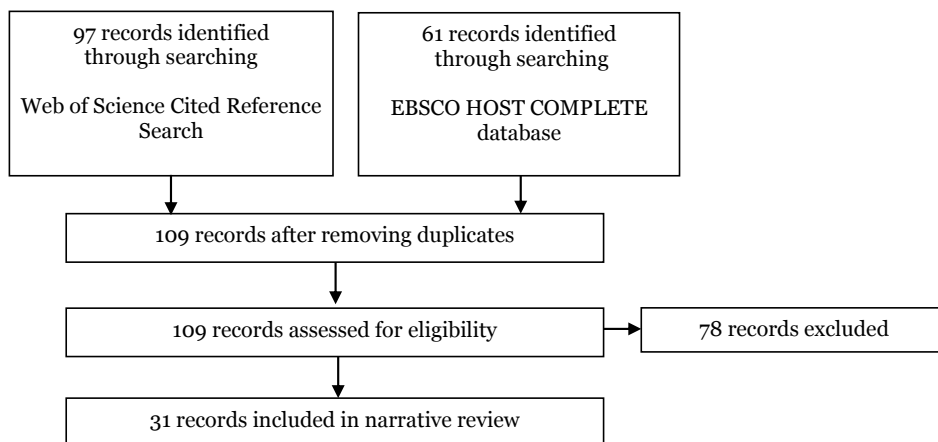 97 records identified
through searching
Web of Science Cited Reference
Search
61 records identified
through searching
EBSCO HOST COMPLETE
database
109 records after removing duplicates
109 records assessed for eligibility
78 records excluded
31 records included in narrative review